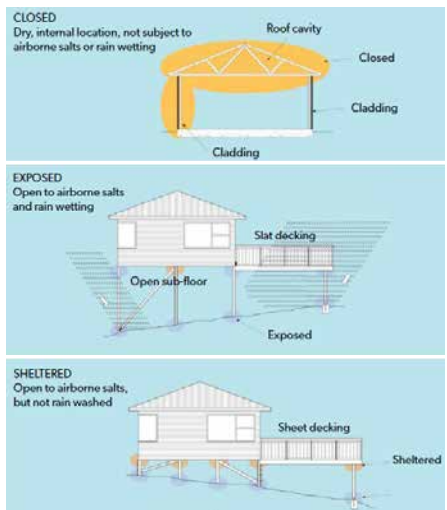 CLOSED
Dry, internal location, not subject to
airborne salts or rain wetting
Roof cavity
Closed
Cladding
Cladding
EXPOSED
Open to airborne salts
and rain wetting
Slat decking
Open sub-floor
Exposed
SHELTERED
Open to airborne salts,
but not rain washed
Sheet decking
Sheltered